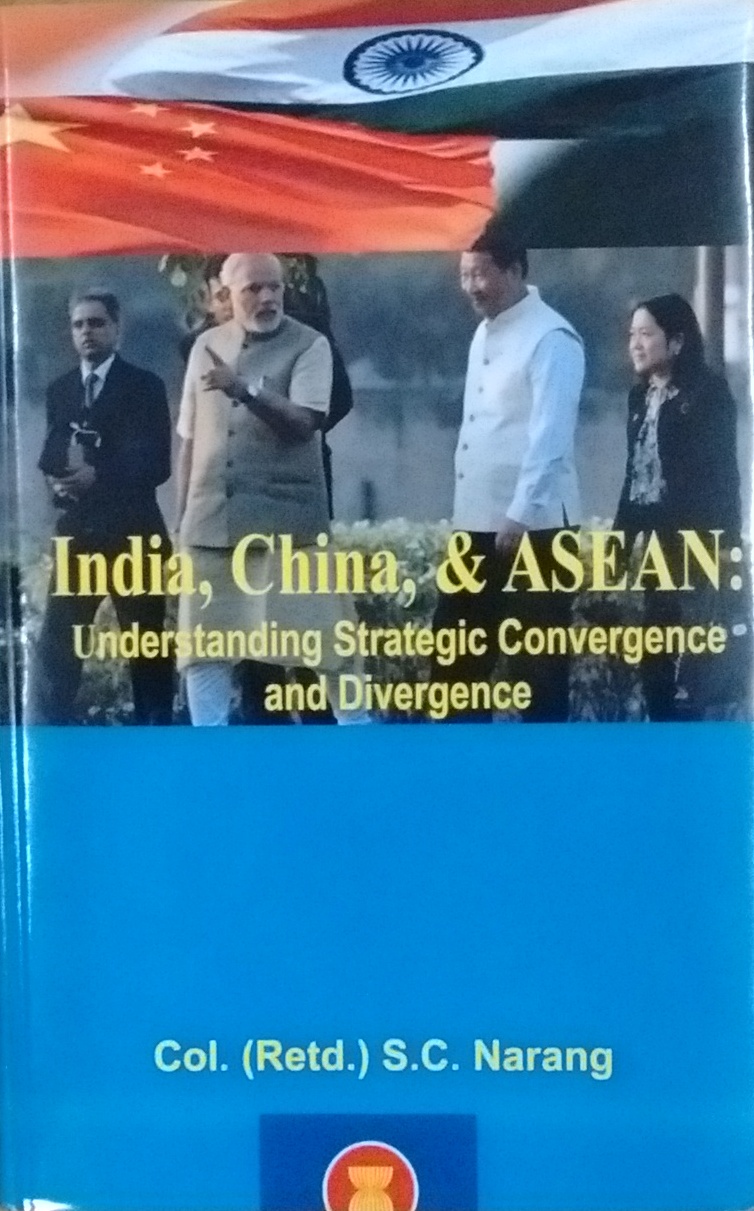 India, China, & ASEAN:
Understanding Strategic Convergence
and Divergence
Col. (Retd.) S.C. Narang